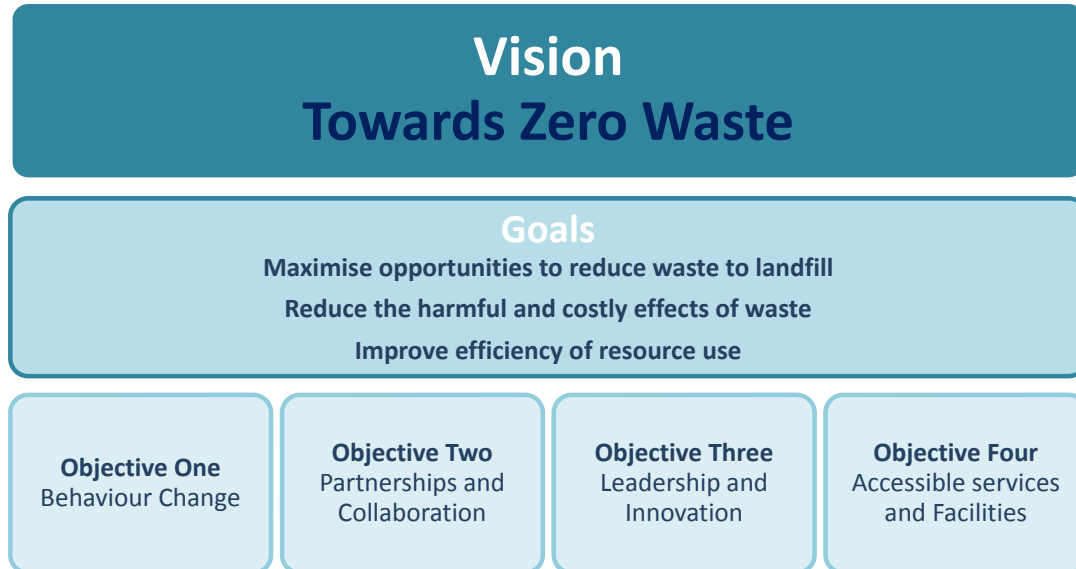 Vision
Towards Zero Waste
Goals
Maximise opportunities to reduce waste to landfill
Reduce the harmful and costly effects of waste
Improve efficiency of resource use
Objective One
Behaviour Change
Objective Two
Partnerships and
Collaboration
Objective Three
Leadership and
Innovation
Objective Four
Accessible services
and Facilities